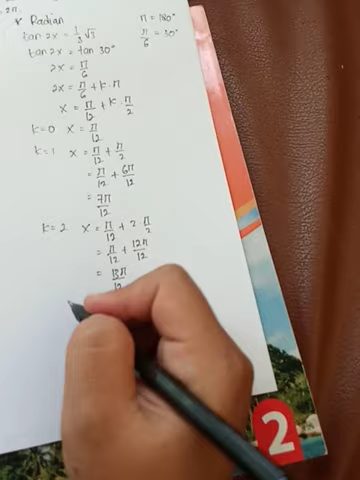 = 2π.
* Radian
π = 180°
tan 2x = 1/3 √3
π/6 = 30°
tan 2x = tan 30°
2x = π/6
2x = π/6 + k · π
x = π/12 + k · π/2
k=0 x = π/12
k=1 x = π/12 + π/2
= π/12 + 6π/12
= 7π/12
k=2 x = π/12 + 2 π/2
= π/12 + 12π/12
= 13π/12
2